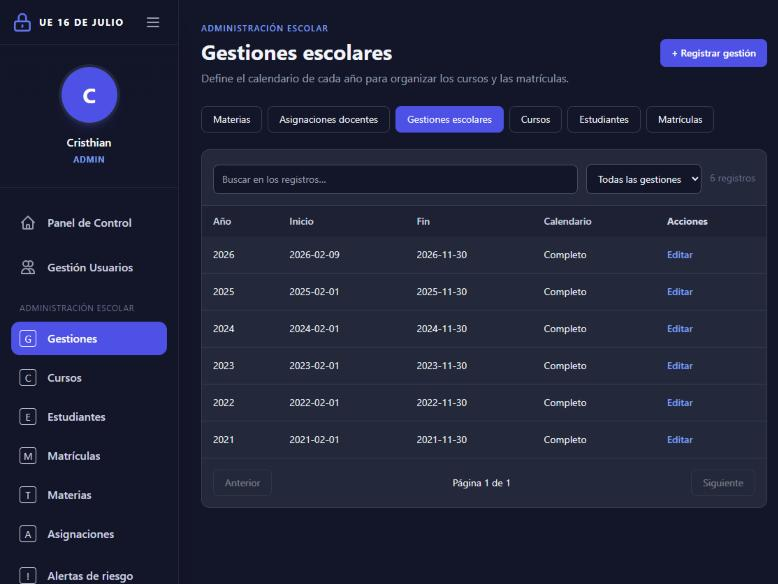 UE 16 DE JULIO
C
Cristhian
ADMIN
Panel de Control
Gestión Usuarios
ADMINISTRACIÓN ESCOLAR
G Gestiones
C Cursos
E Estudiantes
M Matrículas
T Materias
A Asignaciones
! Alertas de riesgo
ADMINISTRACIÓN ESCOLAR
Gestiones escolares
Define el calendario de cada año para organizar los cursos y las matrículas.
+ Registrar gestión
Materias Asignaciones docentes Gestiones escolares Cursos Estudiantes Matrículas
Buscar en los registros... Todas las gestiones 6 registros
Año Inicio Fin Calendario Acciones
2026 2026-02-09 2026-11-30 Completo Editar
2025 2025-02-01 2025-11-30 Completo Editar
2024 2024-02-01 2024-11-30 Completo Editar
2023 2023-02-01 2023-11-30 Completo Editar
2022 2022-02-01 2022-11-30 Completo Editar
2021 2021-02-01 2021-11-30 Completo Editar
Anterior Página 1 de 1 Siguiente